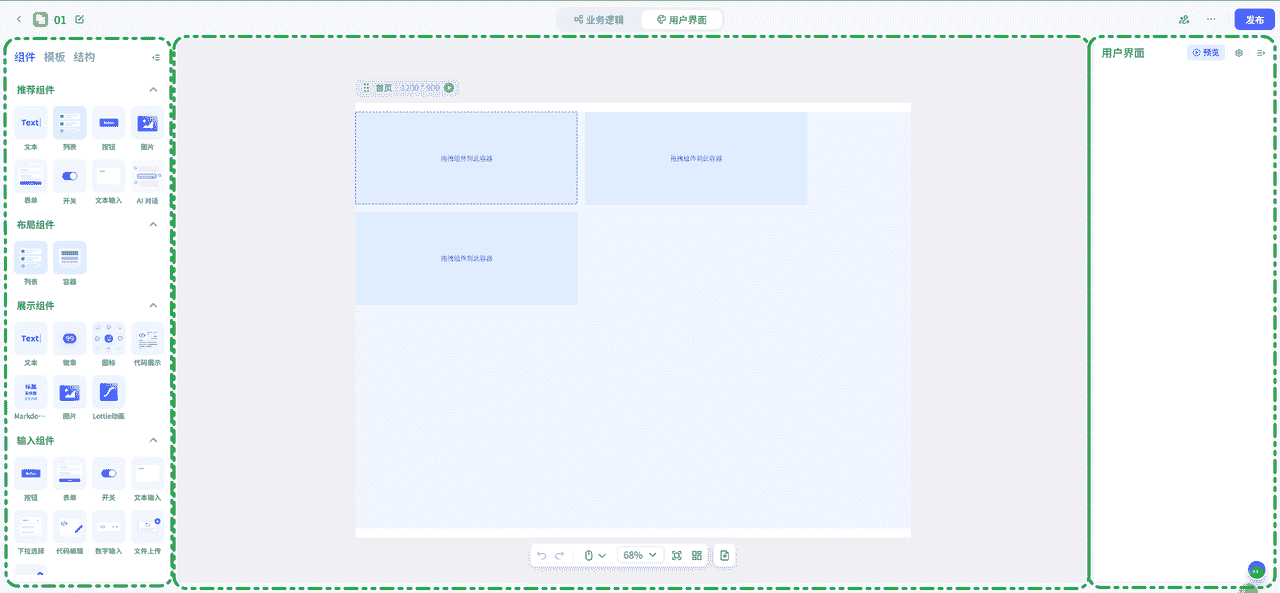 01
业务逻辑
用户界面
发布
组件 模板 结构
推荐组件
Text
文本
列表
按钮
图片
表单
开关
文本输入
AI 对话
布局组件
列表
容器
展示组件
Text
文本
99
徽章
图标
代码展示
标题
Markdo···
图片
Lottie动画
输入组件
按钮
表单
开关
文本输入
下拉选择
代码编辑
数字输入
文件上传
首页 1200 * 900
拖拽组件到此容器
拖拽组件到此容器
拖拽组件到此容器
68%
用户界面
预览